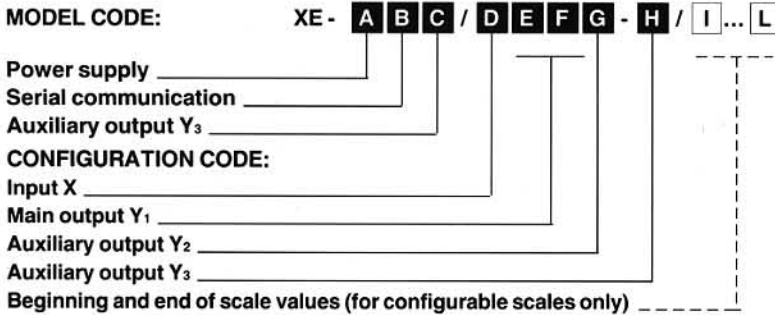 MODEL CODE: XE - A B C / D E F G - H / I ... L
Power supply
Serial communication
Auxiliary output Y₃
CONFIGURATION CODE:
Input X
Main output Y₁
Auxiliary output Y₂
Auxiliary output Y₃
Beginning and end of scale values (for configurable scales only)